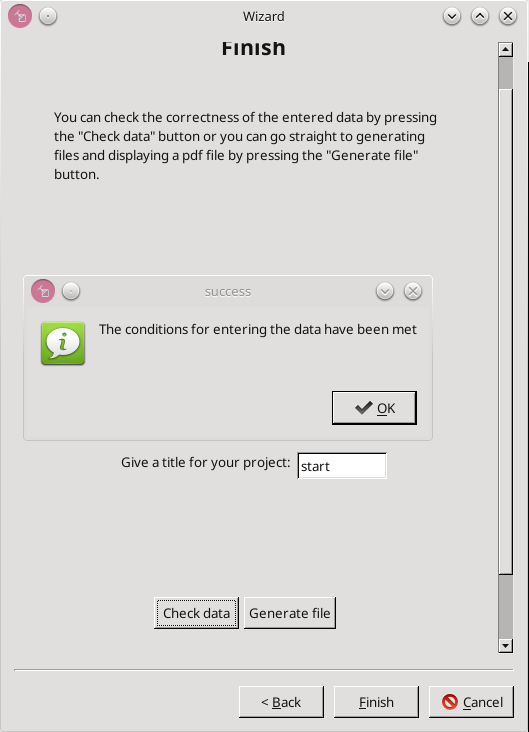 Wizard
Finish
You can check the correctness of the entered data by pressing
the "Check data" button or you can go straight to generating
files and displaying a pdf file by pressing the "Generate file"
button.
success
The conditions for entering the data have been met
OK
Give a title for your project: start
Check data Generate file
< Back Finish Cancel